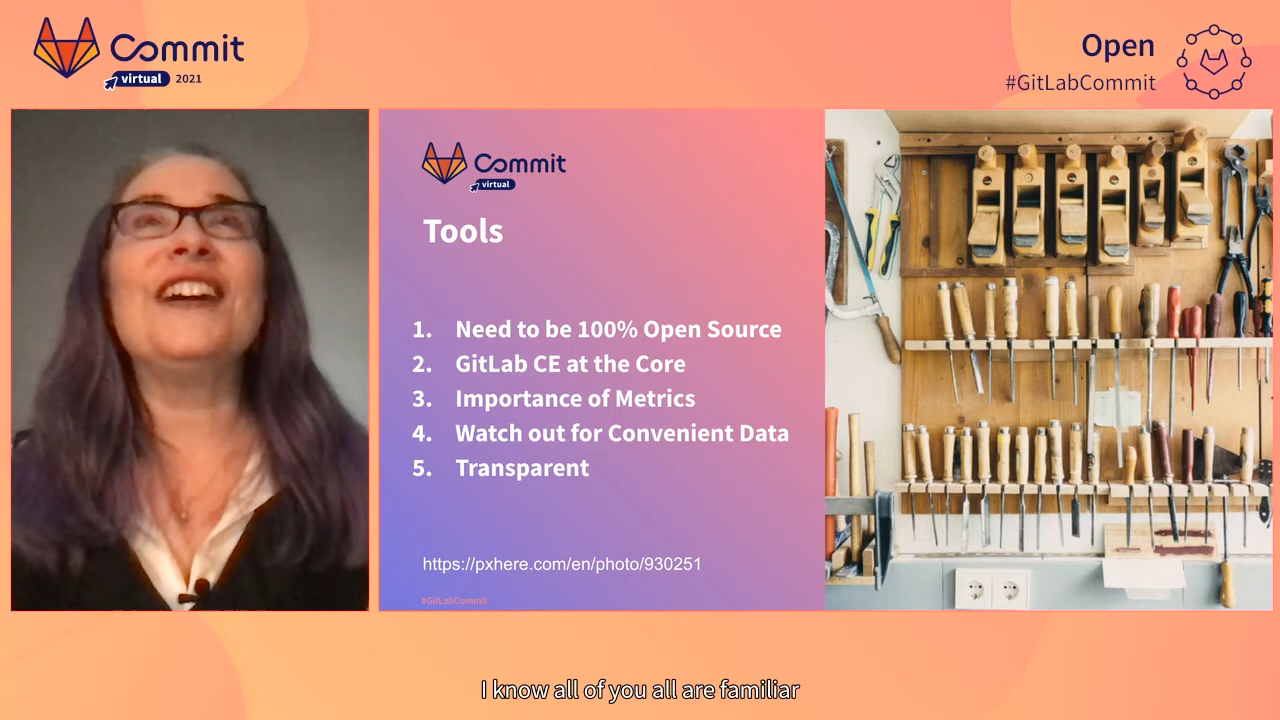 Commit
virtual 2021
Open
#GitLabCommit
Commit
virtual
Tools
1. Need to be 100% Open Source
2. GitLab CE at the Core
3. Importance of Metrics
4. Watch out for Convenient Data
5. Transparent
https://pxhere.com/en/photo/930251
#GitLabCommit
I know all of you all are familiar